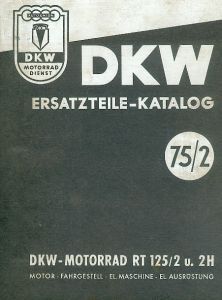 DKW
MOTORRAD
DIENST
DKW
ERSATZTEILE-KATALOG
75/2
DKW-MOTORRAD RT 125/2 u. 2H
MOTOR · FAHRGESTELL · EL. MASCHINE · EL. AUSRÜSTUNG